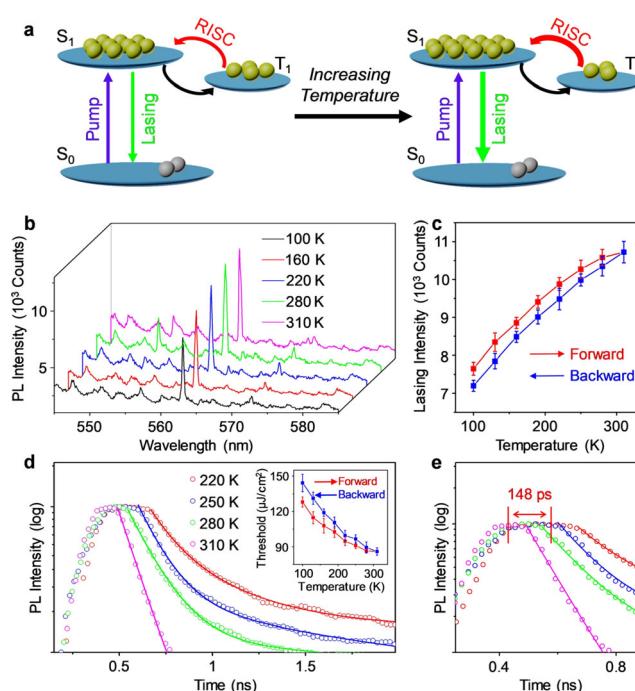 a
S1 RISC T1 Pump Lasing S0
Increasing
Temperature
S1 RISC T Pump Lasing S0
b
PL Intensity (10³ Counts)
10
5
100 K
160 K
220 K
280 K
310 K
550 560 570 580
Wavelength (nm)
c
Lasing Intensity (10³ Counts)
11
10
9
8
7
Forward
Backward
100 200 300
Temperature (K)
d
PL Intensity (log)
220 K
250 K
280 K
310 K
Threshold (µJ/cm²)
150
120
90
Forward
Backward
100 200 300
Temperature (K)
0.5 1 1.5
Time (ns)
e
PL Intensity (log)
148 ps
0.4 0.6 0.8
Time (ns)